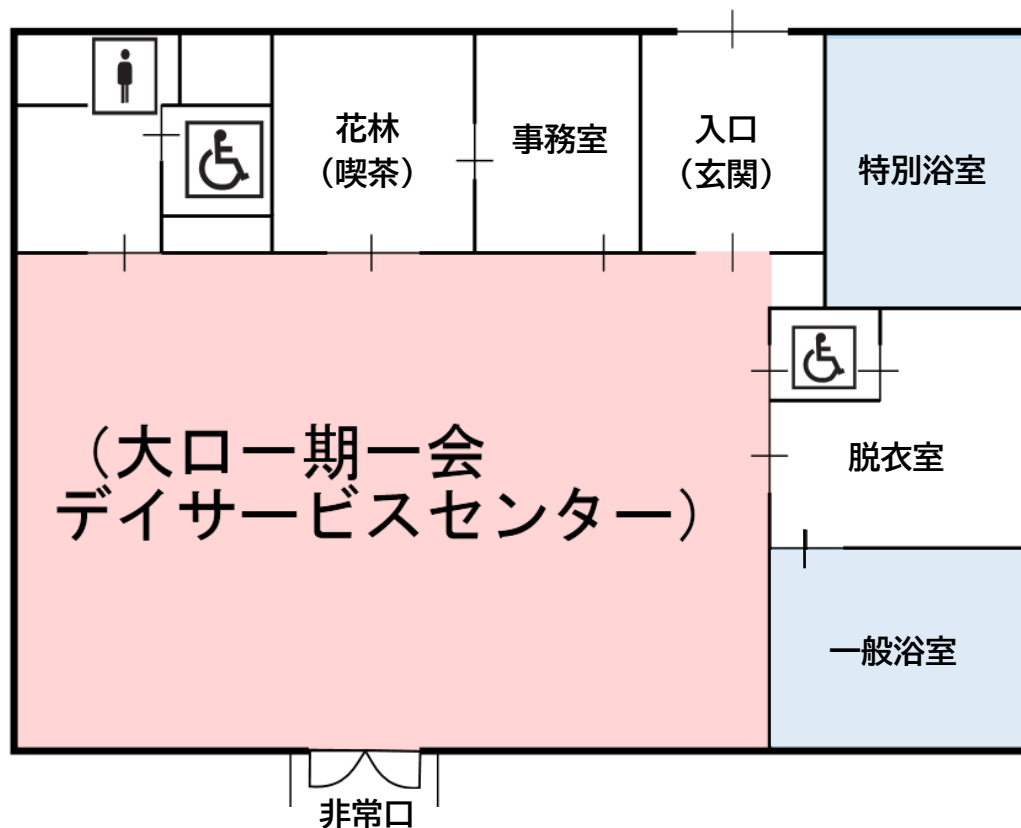 花林
（喫茶）
事務室
入口
（玄関）
特別浴室
（大口一期一会
デイサービスセンター）
脱衣室
一般浴室
非常口